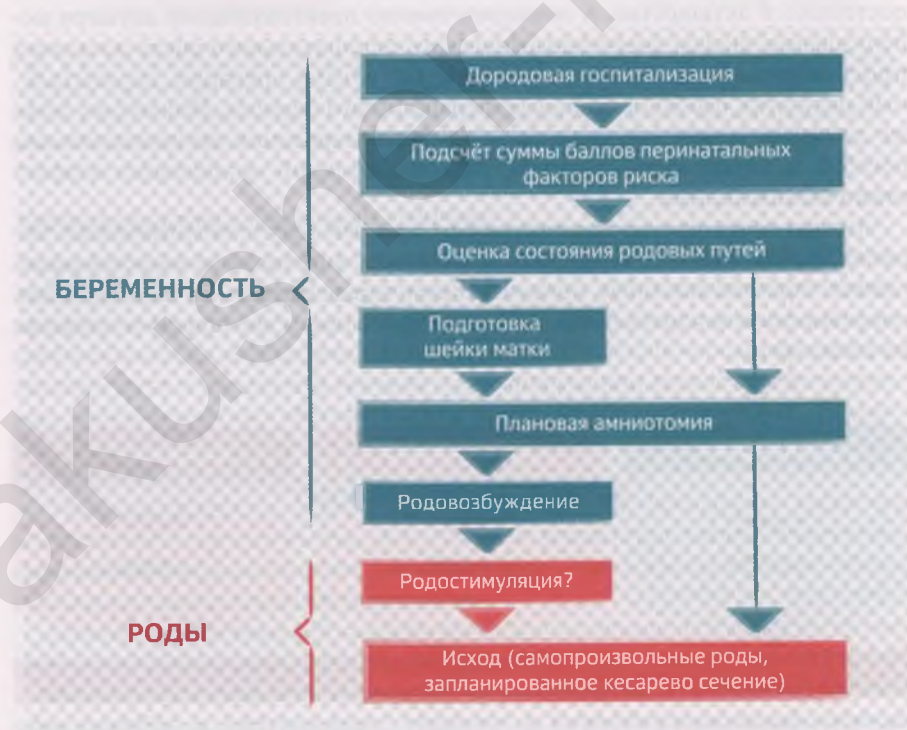 Дородовая госпитализация
Подсчёт суммы баллов перинатальных
факторов риска
Оценка состояния родовых путей
БЕРЕМЕННОСТЬ
Подготовка
шейки матки
Плановая амниотомия
Родовозбуждение
Родостимуляция?
РОДЫ
Исход (самопроизвольные роды,
запланированное кесарево сечение)
akusher-